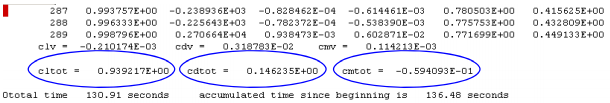 287 0.993757E+00 -0.238936E+03 -0.828462E-04 -0.614461E-03 0.780503E+00 0.415625E+00
288 0.996333E+00 -0.225643E+03 -0.782372E-04 -0.538390E-03 0.775753E+00 0.432809E+00
289 0.998796E+00 0.270664E+04 0.938473E-03 0.602871E-02 0.771699E+00 0.449133E+00
clv = -0.210174E-03 cdv = 0.318783E-02 cmv = 0.114213E-03
cltot = 0.939217E+00 cdtot = 0.146235E+00 cmtot = -0.594093E-01
0total time 130.91 seconds accumulated time since beginning is 136.48 seconds